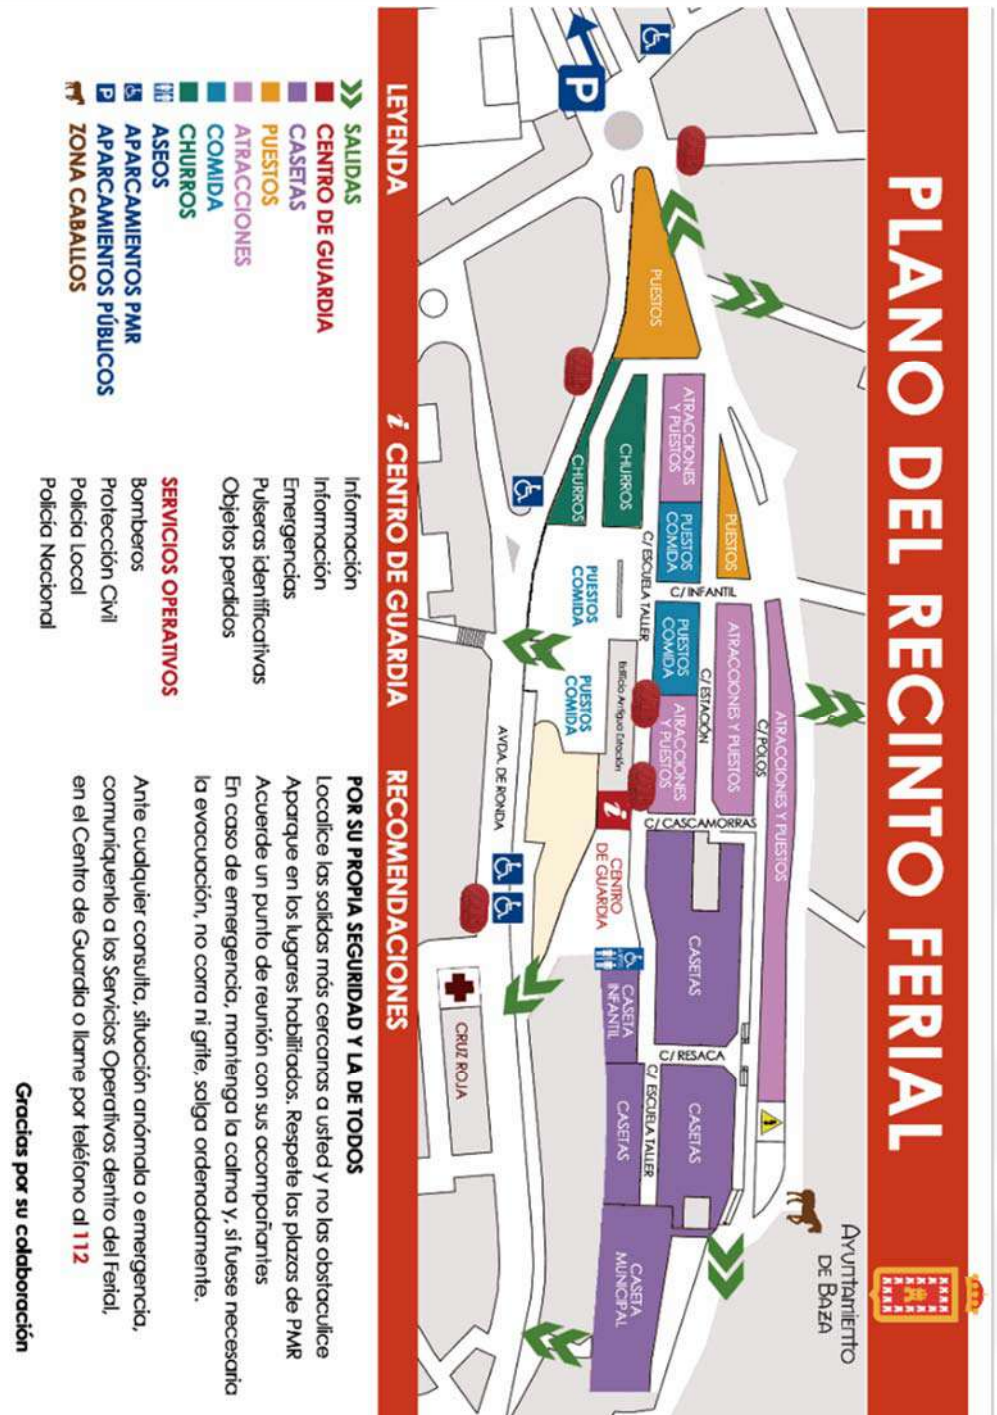 PLANO DEL RECINTO FERIAL
AYUNTAMIENTO
DE BAZA
P
PUESTOS
ATRACCIONES
Y PUESTOS
PUESTOS
CHURROS
CHURROS
PUESTOS
COMIDA
C/ INFANTIL
C/ ESCUELA TALLER
PUESTOS
COMIDA
PUESTOS
COMIDA
ATRACCIONES Y PUESTOS
C/ POLOS
ATRACCIONES Y PUESTOS
C/ ESTACIÓN
ATRACCIONES
Y PUESTOS
Edificio Antigua Estación
PUESTOS
COMIDA
AVDA. DE RONDA
C/ CASCAMORRAS
i
CENTRO
DE GUARDIA
CASETAS
CASETA
INFANTIL
C/ RESACA
C/ ESCUELA TALLER
CASETAS
CASETAS
CASETA
MUNICIPAL
CRUZ ROJA
LEYENDA
SALIDAS
CENTRO DE GUARDIA
CASETAS
PUESTOS
ATRACCIONES
COMIDA
CHURROS
ASEOS
APARCAMIENTOS PMR
P APARCAMIENTOS PÚBLICOS
ZONA CABALLOS
i CENTRO DE GUARDIA
Información
Información
Emergencias
Pulseras identificativas
Objetos perdidos
SERVICIOS OPERATIVOS
Bomberos
Protección Civil
Policía Local
Policía Nacional
RECOMENDACIONES
POR SU PROPIA SEGURIDAD Y LA DE TODOS
Localice las salidas más cercanas a usted y no las obstaculice
Aparque en los lugares habilitados. Respete las plazas de PMR
Acuerde un punto de reunión con sus acompañantes
En caso de emergencia, mantenga la calma y, si fuese necesaria
la evacuación, no corra ni grite, salga ordenadamente.
Ante cualquier consulta, situación anómala o emergencia,
comuníquenlo a los Servicios Operativos dentro del Ferial,
en el Centro de Guardia o llame por teléfono al 112
Gracias por su colaboración